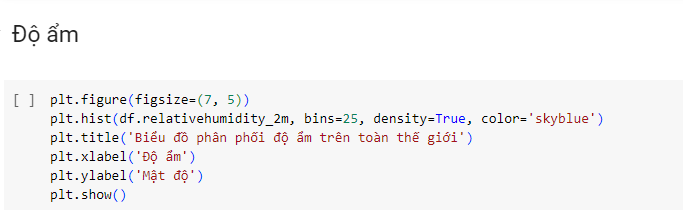 Độ ẩm
[ ] plt.figure(figsize=(7, 5))
plt.hist(df.relativehumidity_2m, bins=25, density=True, color='skyblue')
plt.title('Biểu đồ phân phối độ ẩm trên toàn thế giới')
plt.xlabel('Độ ẩm')
plt.ylabel('Mật độ')
plt.show()